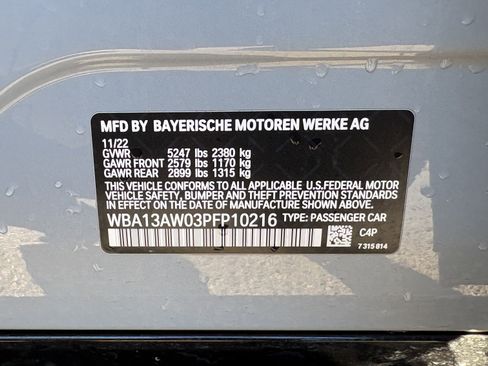 MFD BY BAYERISCHE MOTOREN WERKE AG
11/22
GVWR 5247 lbs 2380 kg
GAWR FRONT 2579 lbs 1170 kg
GAWR REAR 2899 lbs 1315 kg
THIS VEHICLE CONFORMS TO ALL APPLICABLE U.S.FEDERAL MOTOR
VEHICLE SAFETY, BUMPER AND THEFT PREVENTION STANDARDS
IN EFFECT ON THE DATE OF MANUFACTURE SHOWN ABOVE.
WBA13AW03PFP10216 TYPE: PASSENGER CAR
C4P
7 315 814